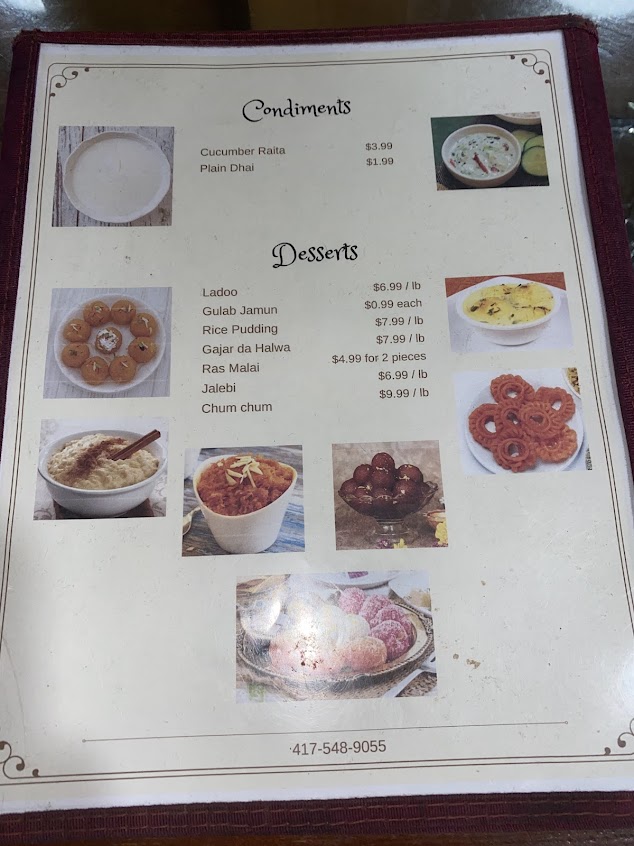 Condiments
Cucumber Raita $3.99
Plain Dhai $1.99
Desserts
Ladoo $6.99 / lb
Gulab Jamun $0.99 each
Rice Pudding $7.99 / lb
Gajar da Halwa $7.99 / lb
Ras Malai $4.99 for 2 pieces
Jalebi $6.99 / lb
Chum chum $9.99 / lb
417-548-9055